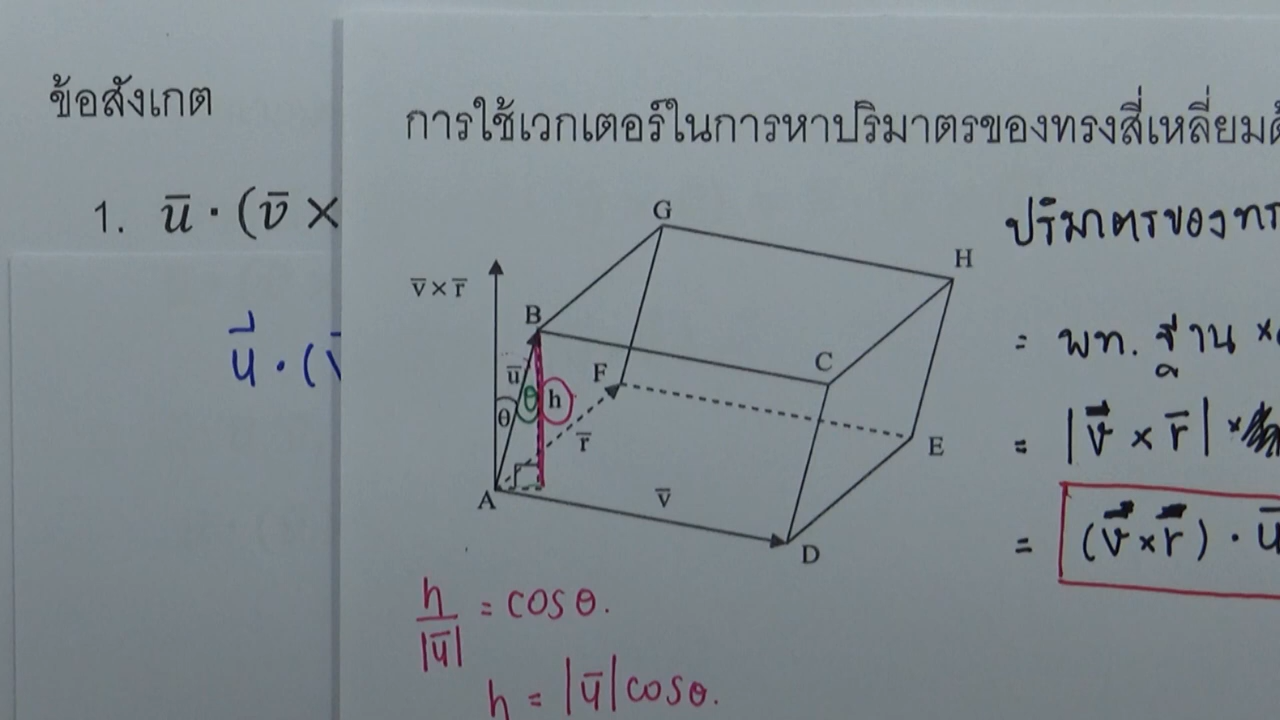 ข้อสังเกต
1. ū · (v̄ ×
ū · (v̄
การใช้เวกเตอร์ในการหาปริมาตรของทรงสี่เหลี่ยมด้
G
H
v̄ × r̄
B
C
ū
F
θ
h
θ
r̄
E
A
v̄
D
ปริมาตรของทร
= พท. ฐาน ×
= |v̄ × r̄| ×
= (v̄ × r̄) · ū
h/|ū| = cos θ.
h = |ū| cos θ.